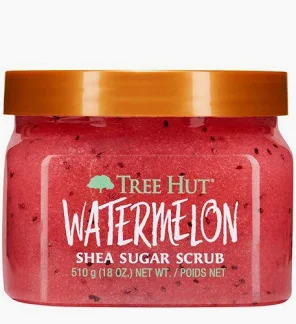 TREE HUT®
WATERMELON
SHEA SUGAR SCRUB
510 g (18 OZ.) NET WT. / POIDS NET